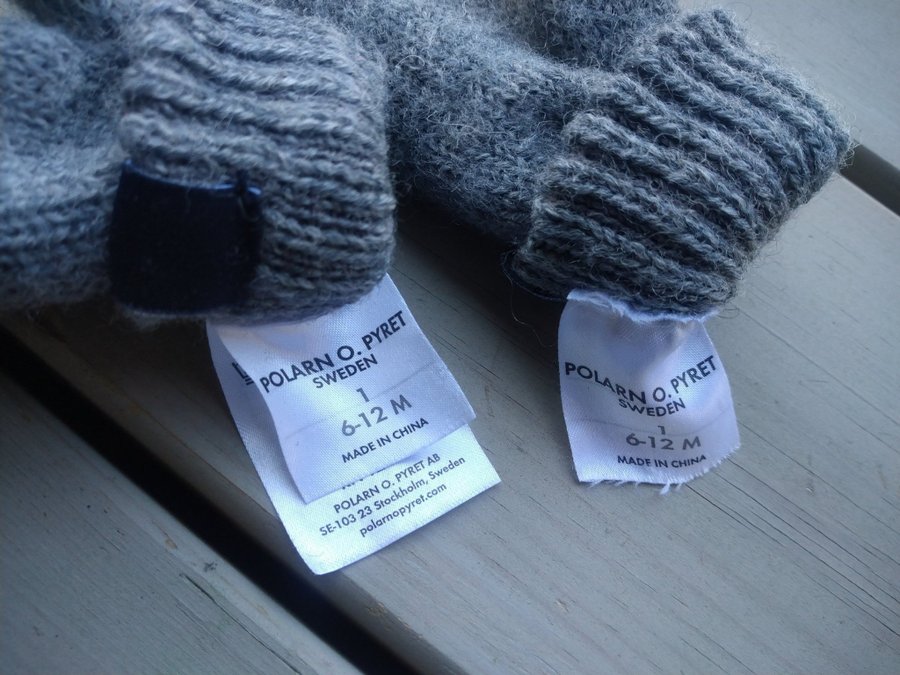 POLARN O. PYRET
SWEDEN
1
6-12 M
MADE IN CHINA
POLARN O. PYRET AB
SE-103 23 Stockholm, Sweden
polarnopyret.com
POLARN O. PYRET
SWEDEN
1
6-12 M
MADE IN CHINA